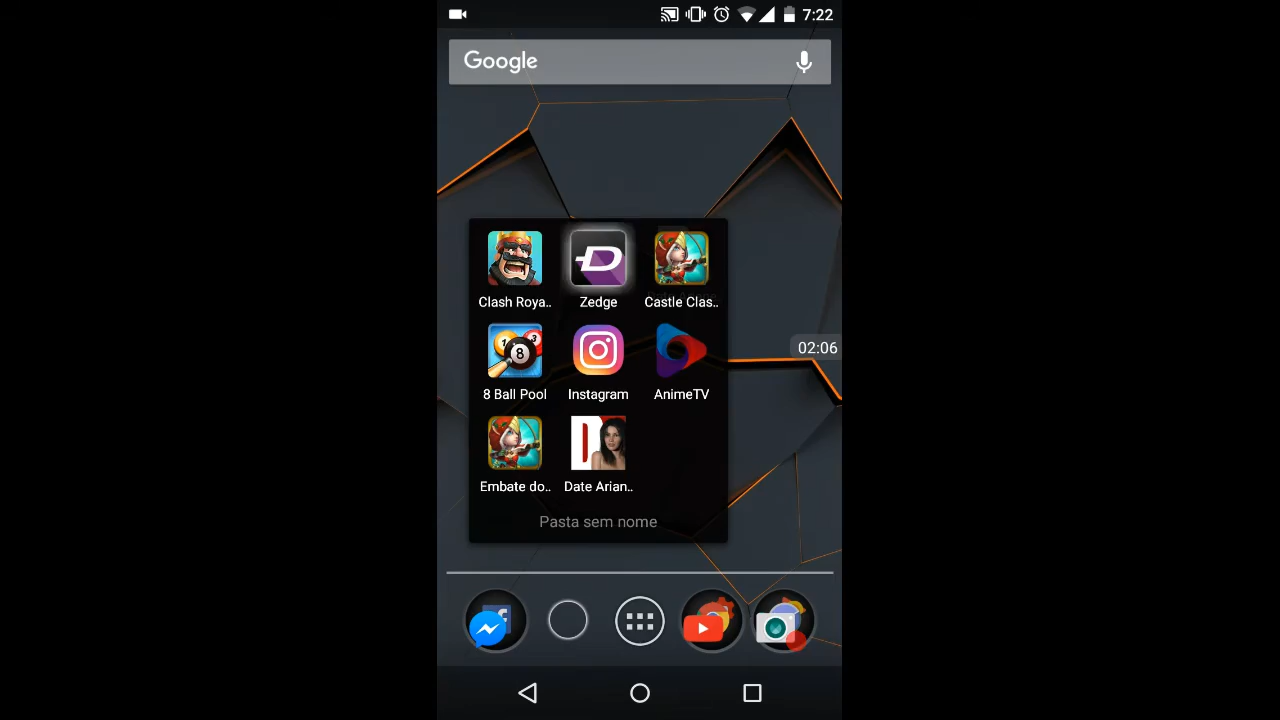 7:22
Google
Clash Roya..
Zedge
Castle Clas..
02:06
8 Ball Pool
Instagram
AnimeTV
Embate do..
Date Arian..
Pasta sem nome